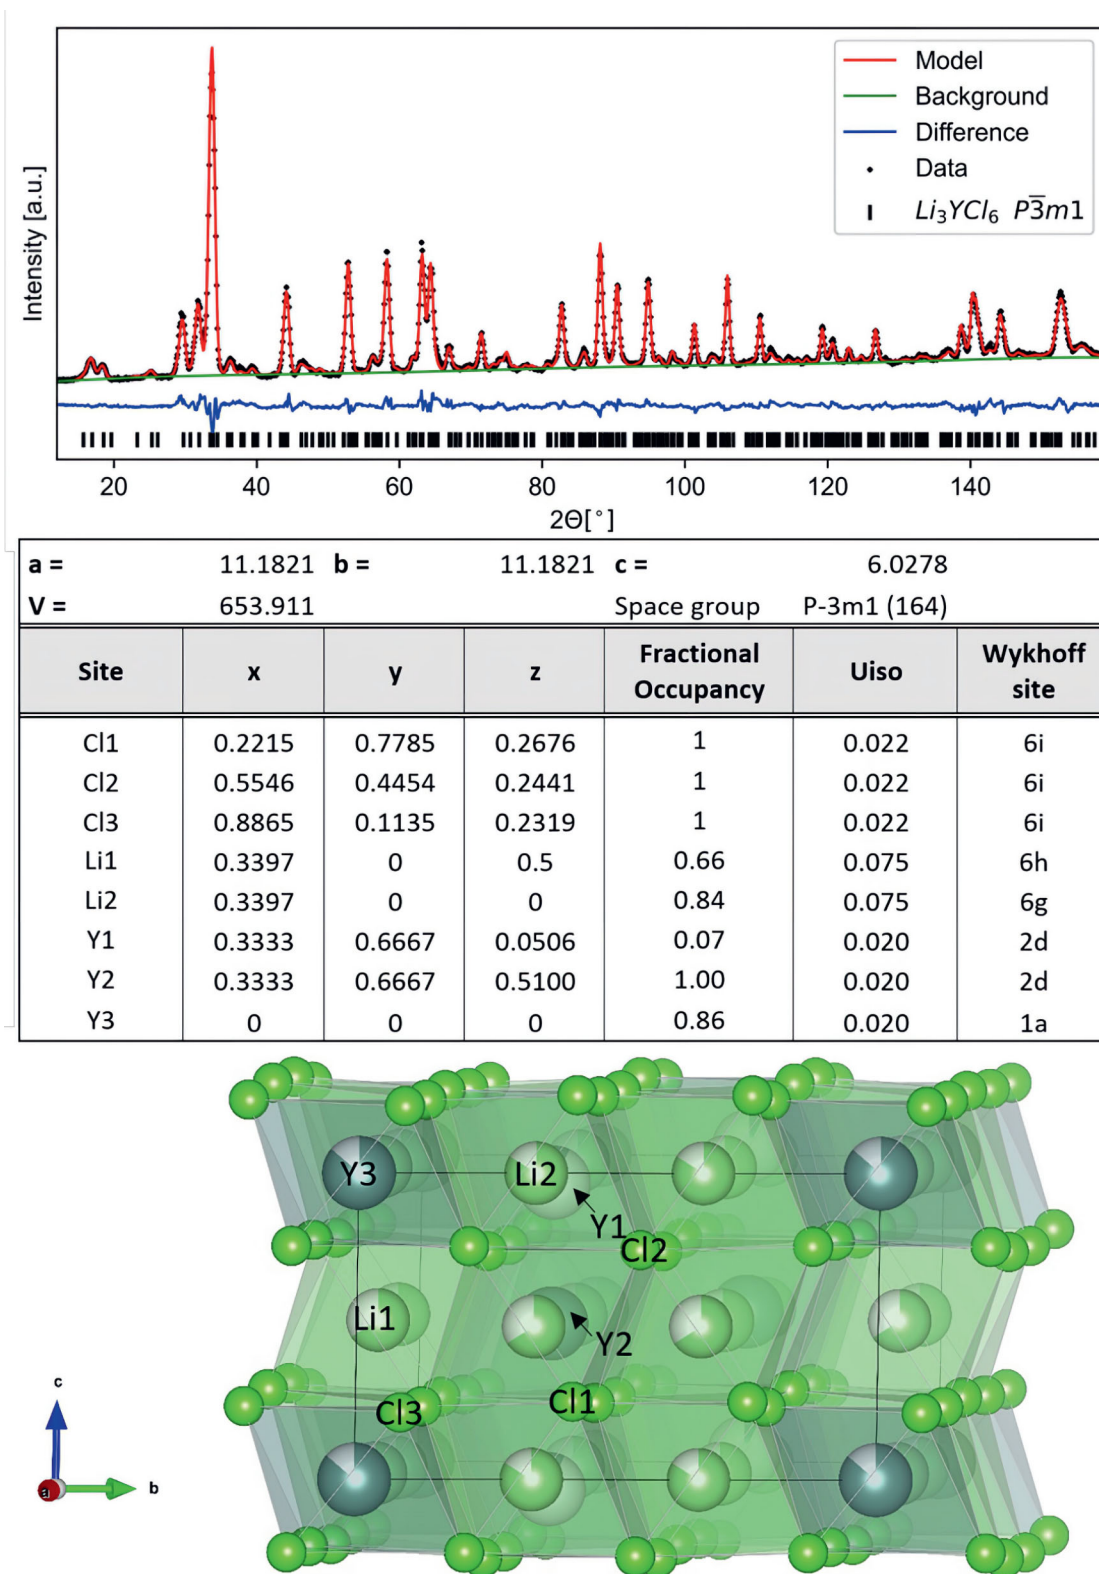 Model
Background
Difference
Data
Li₃YCl₆ P3̅m1
Intensity [a.u.]
20 40 60 80 100 120 140
2Θ[°]
a = 11.1821 b = 11.1821 c = 6.0278
V = 653.911 Space group P-3m1 (164)
Site x y z Fractional Occupancy Uiso Wykhoff site
Cl1 0.2215 0.7785 0.2676 1 0.022 6i
Cl2 0.5546 0.4454 0.2441 1 0.022 6i
Cl3 0.8865 0.1135 0.2319 1 0.022 6i
Li1 0.3397 0 0.5 0.66 0.075 6h
Li2 0.3397 0 0 0.84 0.075 6g
Y1 0.3333 0.6667 0.0506 0.07 0.020 2d
Y2 0.3333 0.6667 0.5100 1.00 0.020 2d
Y3 0 0 0 0.86 0.020 1a
Y3 Li2
Y1
Cl2
Li1
Y2
Cl3 Cl1
c
a b